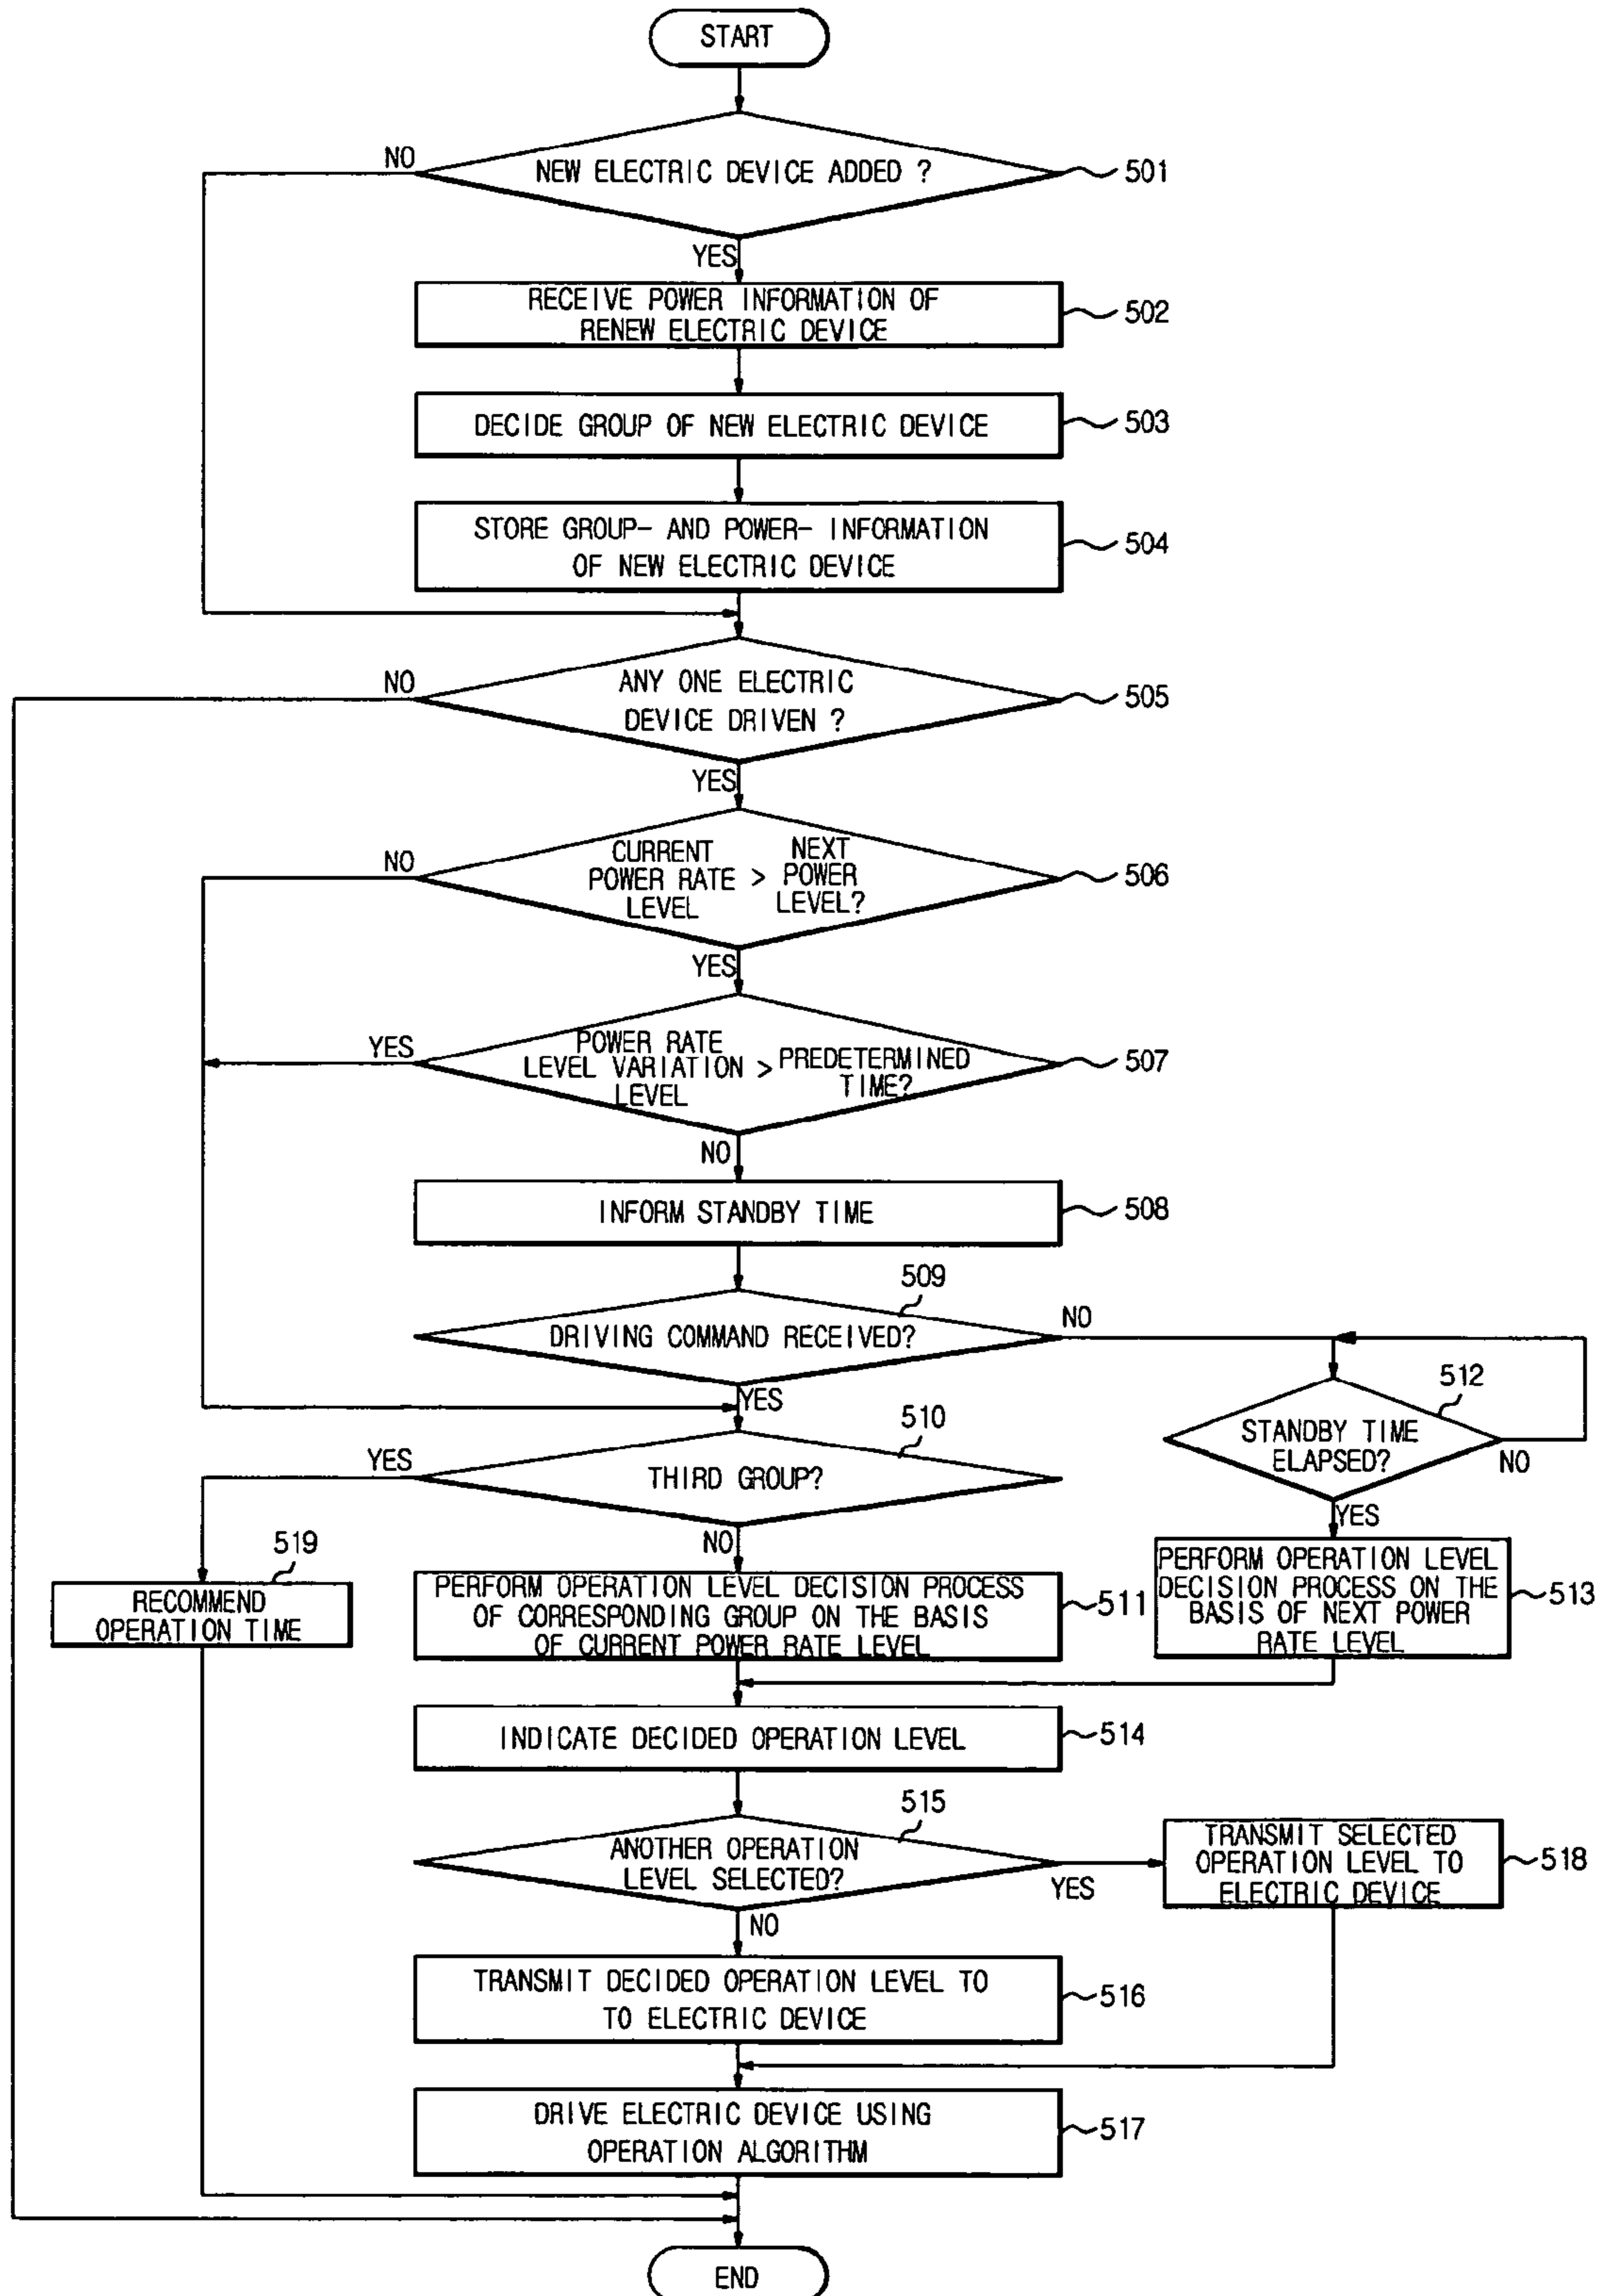 START
NEW ELECTRIC DEVICE ADDED ?
501
NO
YES
RECEIVE POWER INFORMATION OF
RENEW ELECTRIC DEVICE
502
DECIDE GROUP OF NEW ELECTRIC DEVICE
503
STORE GROUP- AND POWER- INFORMATION
OF NEW ELECTRIC DEVICE
504
ANY ONE ELECTRIC
DEVICE DRIVEN ?
505
NO
YES
CURRENT
POWER RATE
LEVEL
>
NEXT
POWER
LEVEL?
506
NO
YES
POWER RATE
LEVEL VARIATION
LEVEL
>
PREDETERMINED
TIME?
507
YES
NO
INFORM STANDBY TIME
508
509
DRIVING COMMAND RECEIVED?
NO
YES
512
STANDBY TIME
ELAPSED?
NO
YES
510
THIRD GROUP?
YES
NO
519
RECOMMEND
OPERATION TIME
PERFORM OPERATION LEVEL DECISION PROCESS
OF CORRESPONDING GROUP ON THE BASIS
OF CURRENT POWER RATE LEVEL
511
PERFORM OPERATION LEVEL
DECISION PROCESS ON THE
BASIS OF NEXT POWER
RATE LEVEL
513
INDICATE DECIDED OPERATION LEVEL
514
515
ANOTHER OPERATION
LEVEL SELECTED?
YES
NO
TRANSMIT SELECTED
OPERATION LEVEL TO
ELECTRIC DEVICE
518
TRANSMIT DECIDED OPERATION LEVEL TO
TO ELECTRIC DEVICE
516
DRIVE ELECTRIC DEVICE USING
OPERATION ALGORITHM
517
END